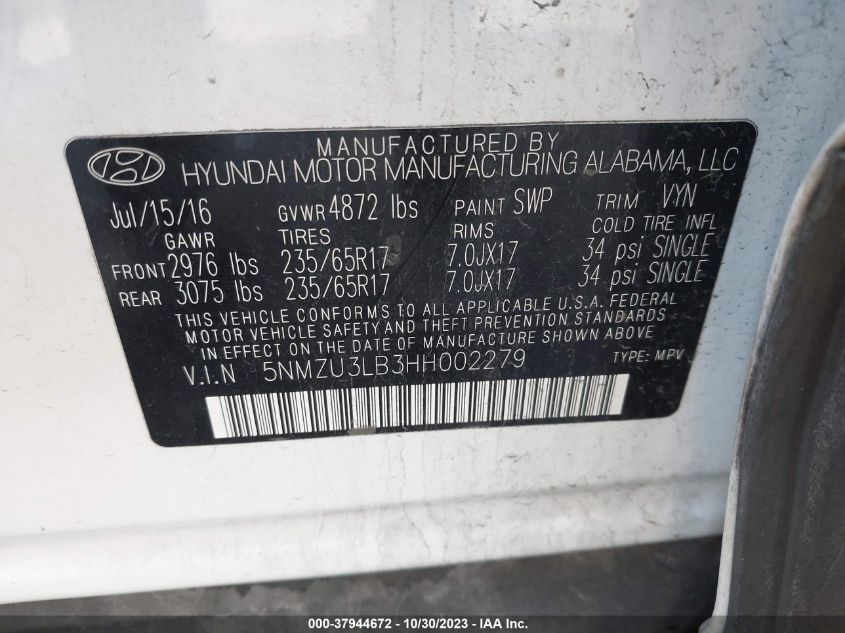 MANUFACTURED BY
HYUNDAI MOTOR MANUFACTURING ALABAMA, LLC
Jul/15/16 GVWR 4872 lbs PAINT SWP TRIM VYN
GAWR TIRES RIMS COLD TIRE INFL
FRONT 2976 lbs 235/65R17 7.0JX17 34 psi SINGLE
REAR 3075 lbs 235/65R17 7.0JX17 34 psi SINGLE
THIS VEHICLE CONFORMS TO ALL APPLICABLE U.S.A. FEDERAL
MOTOR VEHICLE SAFETY AND THEFT PREVENTION STANDARDS
IN EFFECT ON THE DATE OF MANUFACTURE SHOWN ABOVE
V.I.N 5NMZU3LB3HH002279 TYPE: MPV
000-37944672 - 10/30/2023 - IAA Inc.